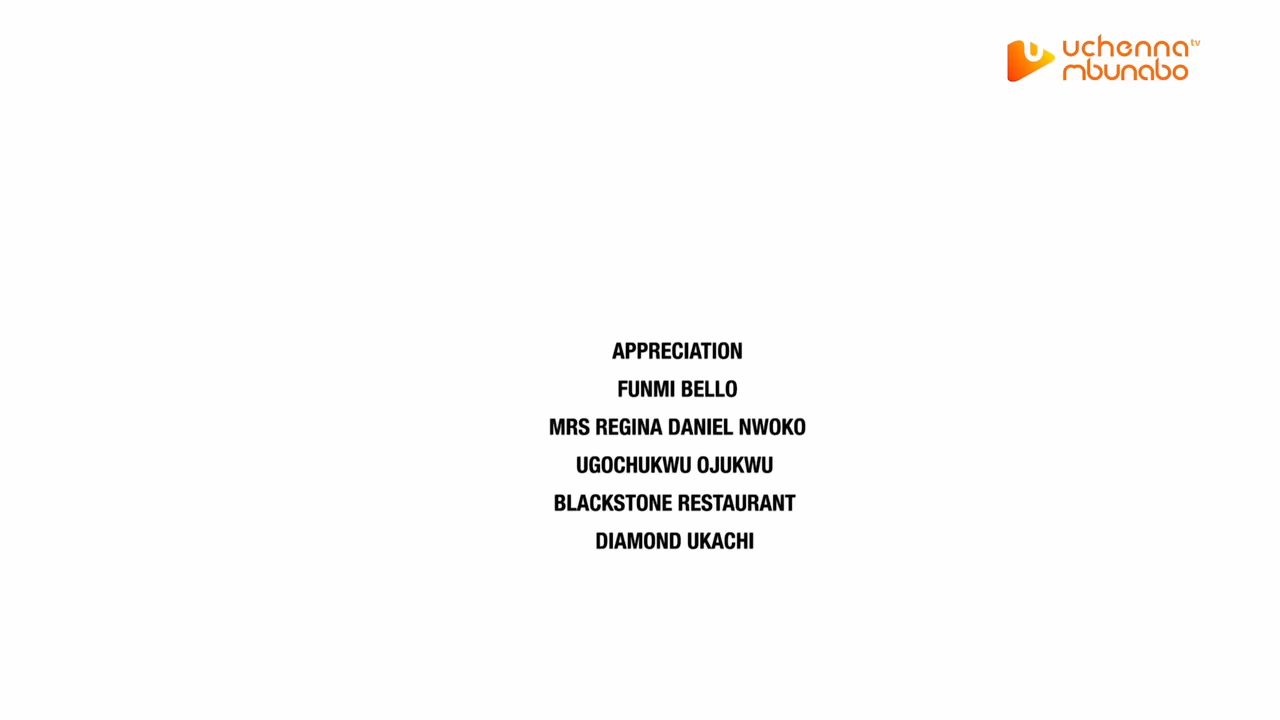 uchenna tv
mbunabo
APPRECIATION
FUNMI BELLO
MRS REGINA DANIEL NWOKO
UGOCHUKWU OJUKWU
BLACKSTONE RESTAURANT
DIAMOND UKACHI